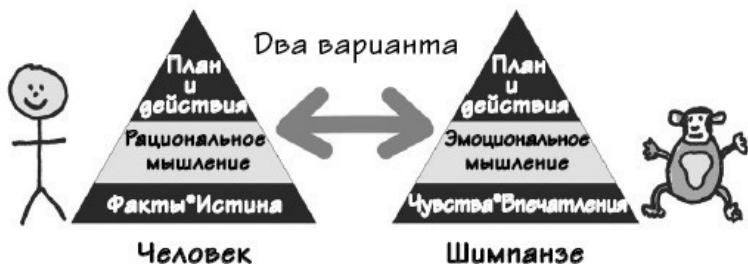 Два варианта
План
и
действия
Рациональное
мышление
Факты*Истина
Человек
План
и
действия
Эмоциональное
мышление
Чувства*Впечатления
Шимпанзе